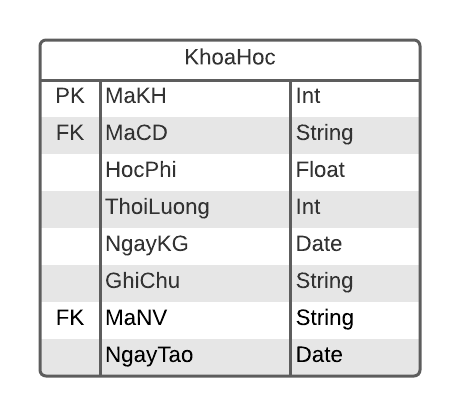 KhoaHoc
PK MaKH Int
FK MaCD String
HocPhi Float
ThoiLuong Int
NgayKG Date
GhiChu String
FK MaNV String
NgayTao Date